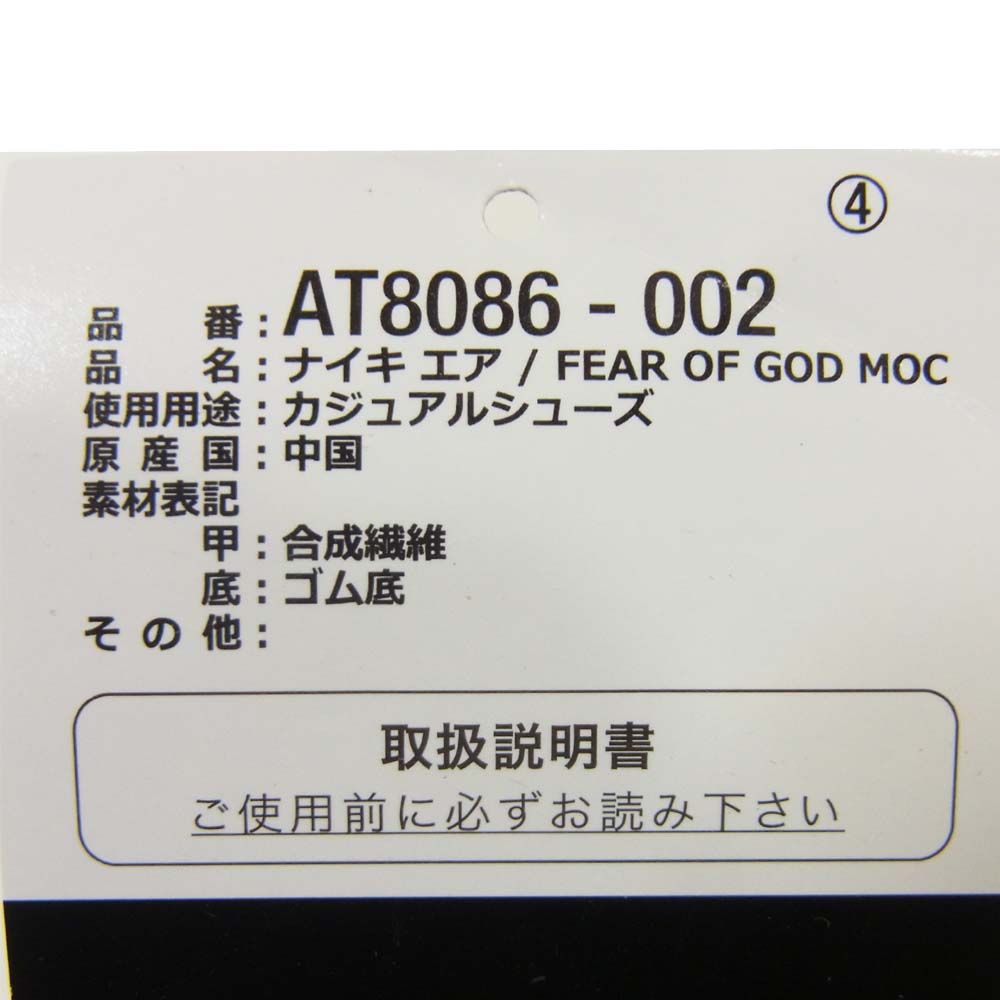 ④
品番:AT8086 - 002
品名:ナイキ エア / FEAR OF GOD MOC
使用用途:カジュアルシューズ
原産国:中国
素材表記
甲:合成繊維
底:ゴム底
その他:
取扱説明書
ご使用前に必ずお読み下さい